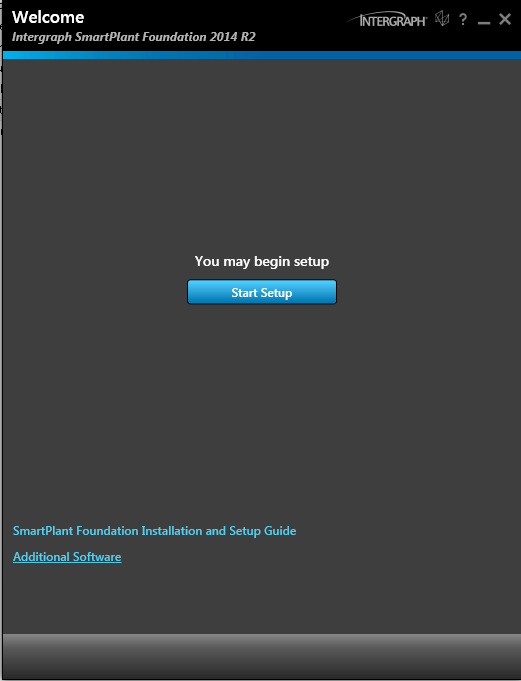 Welcome
Intergraph SmartPlant Foundation 2014 R2
INTERGRAPH
?
You may begin setup
Start Setup
SmartPlant Foundation Installation and Setup Guide
Additional Software